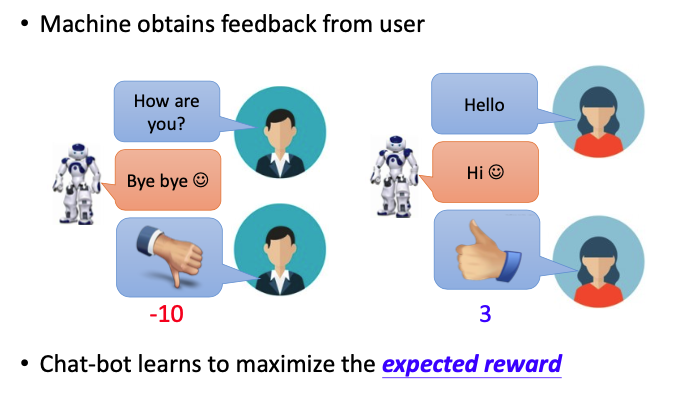 • Machine obtains feedback from user
How are
you?
Bye bye ☺
-10
Hello
Hi ☺
3
• Chat-bot learns to maximize the expected reward